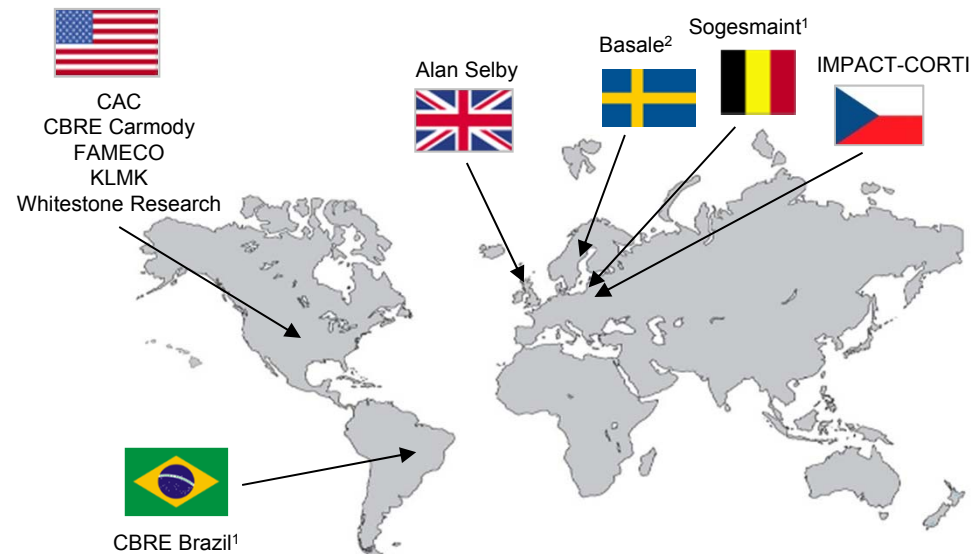 Sogesmaint¹
Basale²
IMPACT-CORTI
Alan Selby
CAC
CBRE Carmody
FAMECO
KLMK
Whitestone Research
CBRE Brazil¹